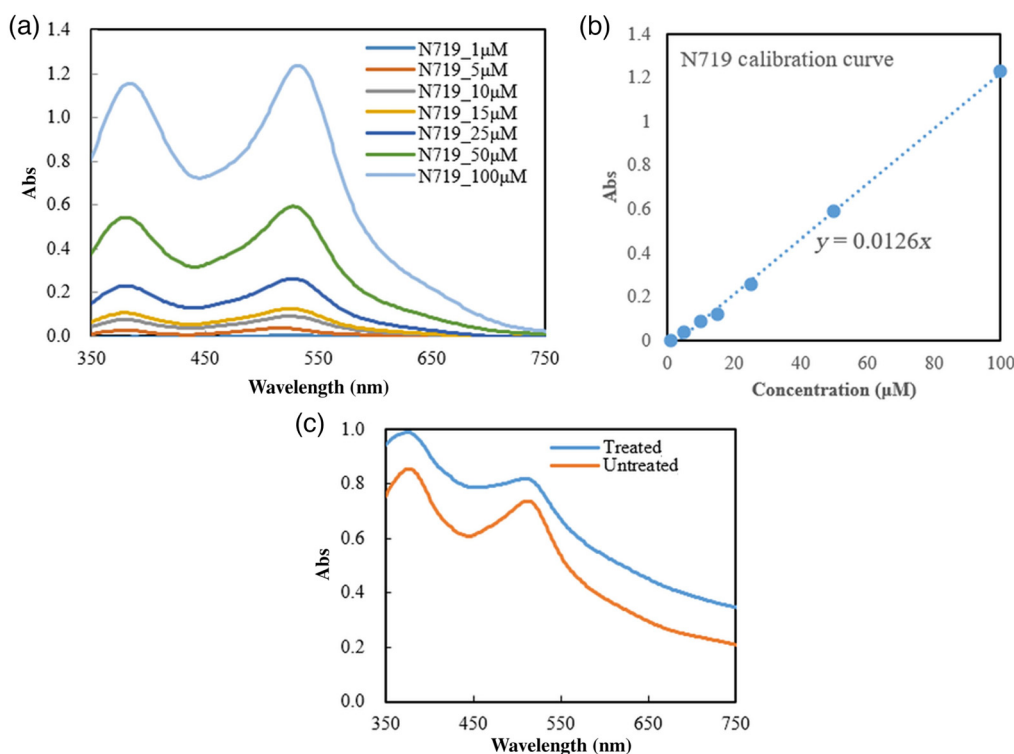 (a)
1.4
1.2
1.0
0.8
0.6
0.4
0.2
0.0
Abs
N719_1μM
N719_5μM
N719_10μM
N719_15μM
N719_25μM
N719_50μM
N719_100μM
350
450
550
650
750
Wavelength (nm)
(b)
1.4
1.2
1
0.8
0.6
0.4
0.2
0
Abs
N719 calibration curve
y = 0.0126x
0
20
40
60
80
100
Concentration (μM)
(c)
1.0
0.8
0.6
0.4
0.2
0.0
Abs
Treated
Untreated
350
450
550
650
750
Wavelength (nm)